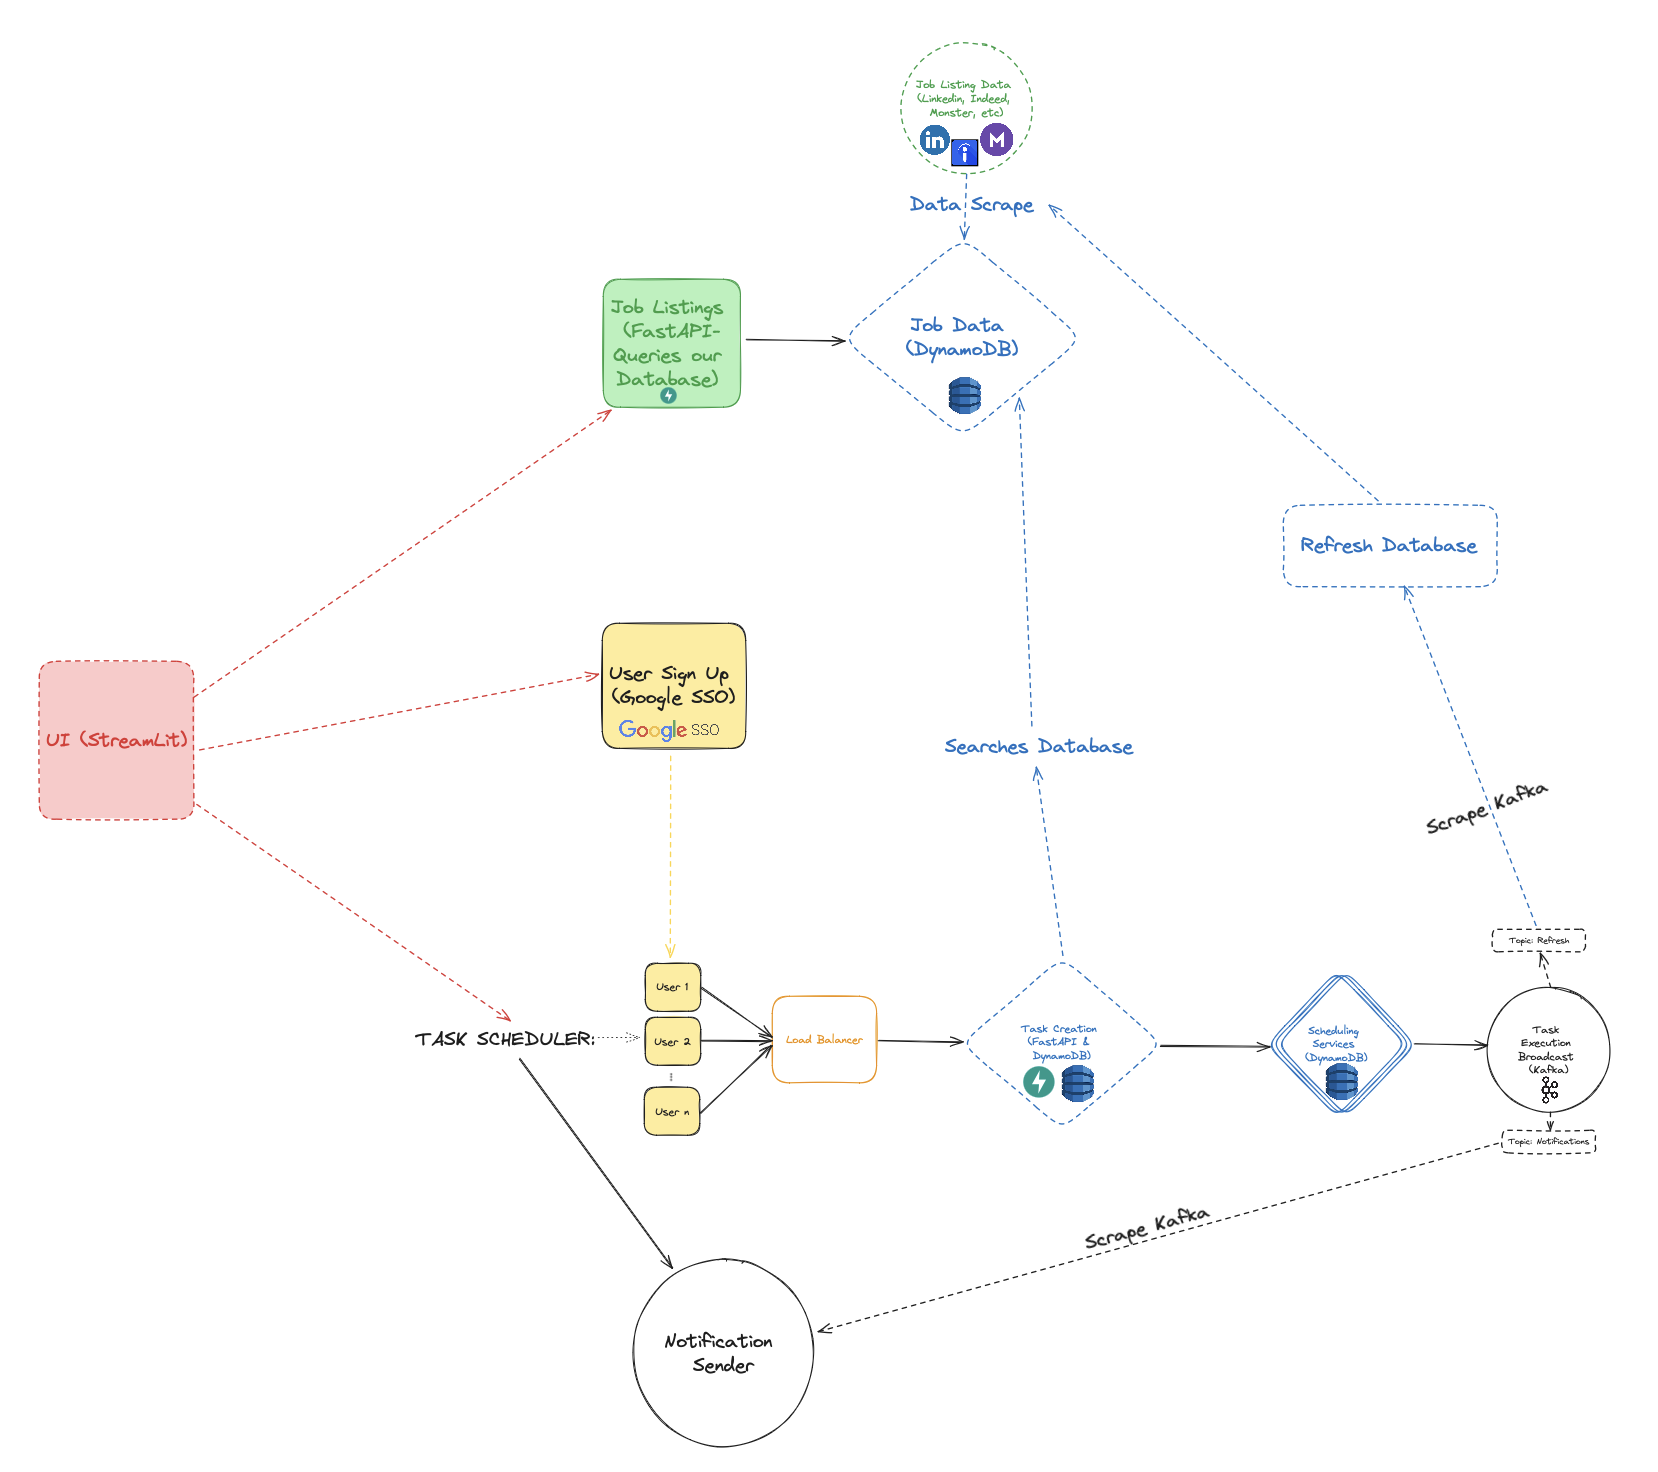 Job Listing Data
(Linkedin, Indeed,
Monster, etc)
in
i
M
Data Scrape
Job Listings
(FastAPI-
Queries our
Database)
Job Data
(DynamoDB)
Refresh Database
User Sign Up
(Google SSO)
Google SSO
UI (StreamLit)
Searches Database
Scrape Kafka
Topic: Refresh
User 1
TASK SCHEDULER:
User 2
User n
Load Balancer
Task Creation
(FastAPI &
DynamoDB)
Scheduling
Services
(DynamoDB)
Task
Execution
Broadcast
(Kafka)
Topic: Notifications
Scrape Kafka
Notification
Sender